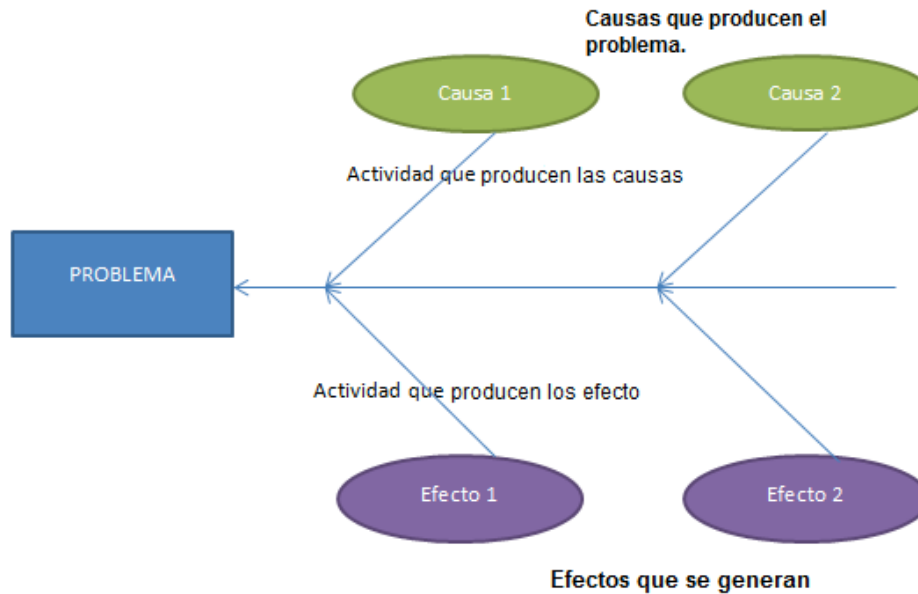 Causas que producen el
problema.
Causa 1
Causa 2
Actividad que producen las causas
PROBLEMA
Actividad que producen los efecto
Efecto 1
Efecto 2
Efectos que se generan